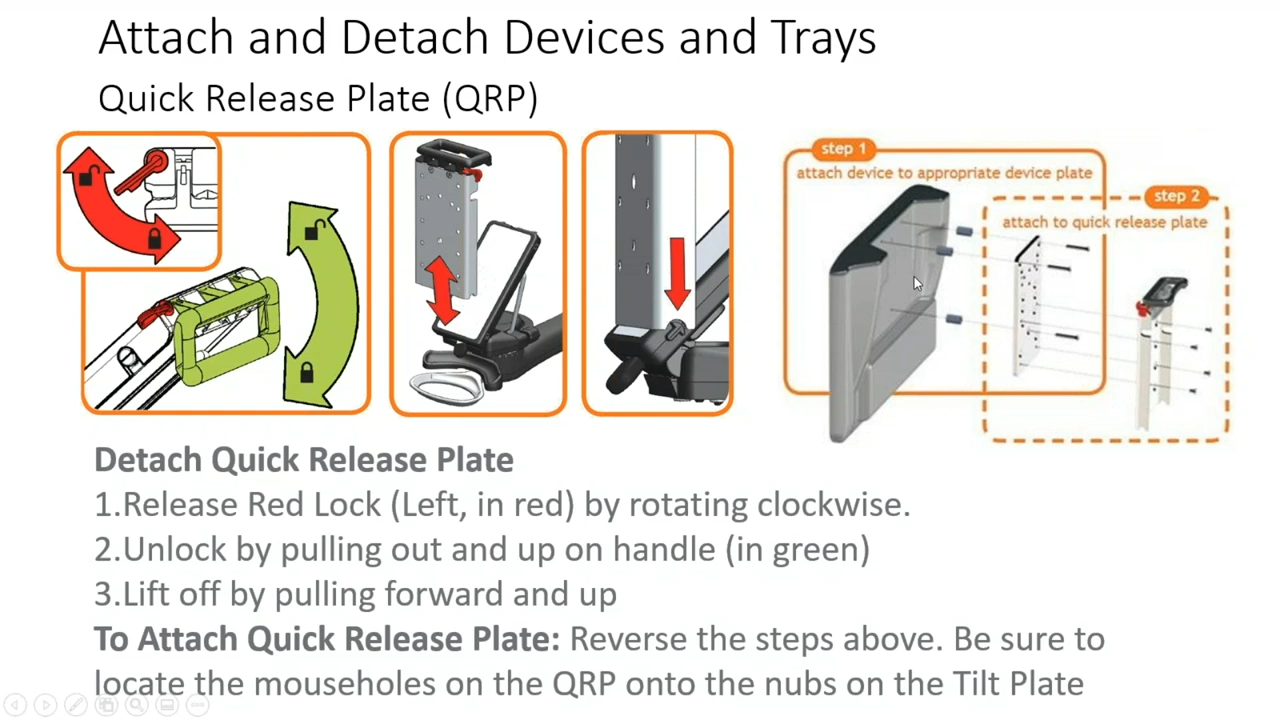 Attach and Detach Devices and Trays
Quick Release Plate (QRP)
step 1
attach device to appropriate device plate
step 2
attach to quick release plate
Detach Quick Release Plate
1.Release Red Lock (Left, in red) by rotating clockwise.
2.Unlock by pulling out and up on handle (in green)
3.Lift off by pulling forward and up
To Attach Quick Release Plate: Reverse the steps above. Be sure to
locate the mouseholes on the QRP onto the nubs on the Tilt Plate